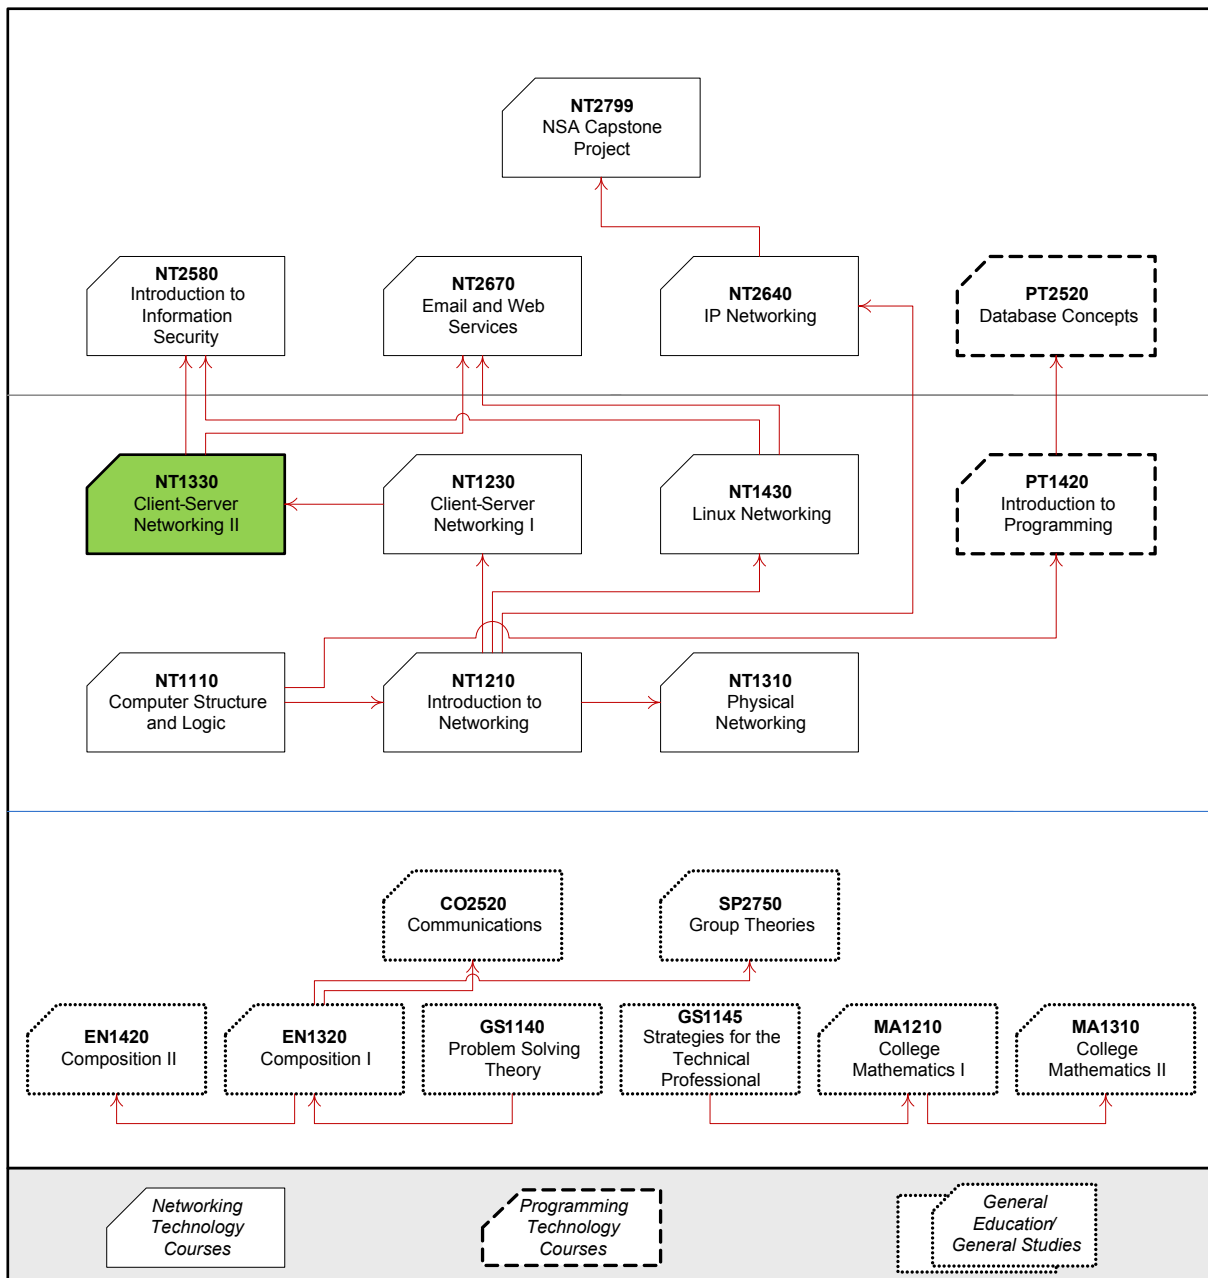 NT2799
NSA Capstone
Project
NT2580
Introduction to
Information
Security
NT2670
Email and Web
Services
NT2640
IP Networking
PT2520
Database Concepts
NT1330
Client-Server
Networking II
NT1230
Client-Server
Networking I
NT1430
Linux Networking
PT1420
Introduction to
Programming
NT1110
Computer Structure
and Logic
NT1210
Introduction to
Networking
NT1310
Physical
Networking
CO2520
Communications
SP2750
Group Theories
EN1420
Composition II
EN1320
Composition I
GS1140
Problem Solving
Theory
GS1145
Strategies for the
Technical
Professional
MA1210
College
Mathematics I
MA1310
College
Mathematics II
Networking
Technology
Courses
Programming
Technology
Courses
General
Education/
General Studies